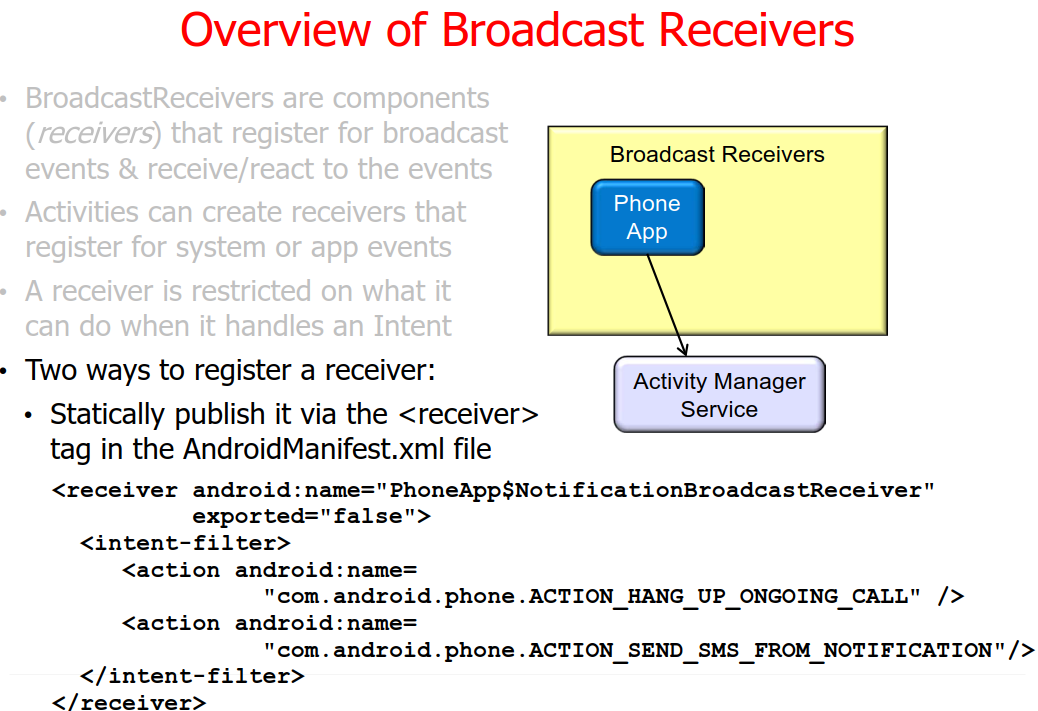 Overview of Broadcast Receivers
• BroadcastReceivers are components
(receivers) that register for broadcast
events & receive/react to the events
• Activities can create receivers that
register for system or app events
• A receiver is restricted on what it
can do when it handles an Intent
• Two ways to register a receiver:
• Statically publish it via the <receiver>
tag in the AndroidManifest.xml file
<receiver android:name="PhoneApp$NotificationBroadcastReceiver"
exported="false">
<intent-filter>
<action android:name=
"com.android.phone.ACTION_HANG_UP_ONGOING_CALL" />
<action android:name=
"com.android.phone.ACTION_SEND_SMS_FROM_NOTIFICATION"/>
</intent-filter>
</receiver>
Broadcast Receivers
Phone
App
Activity Manager
Service